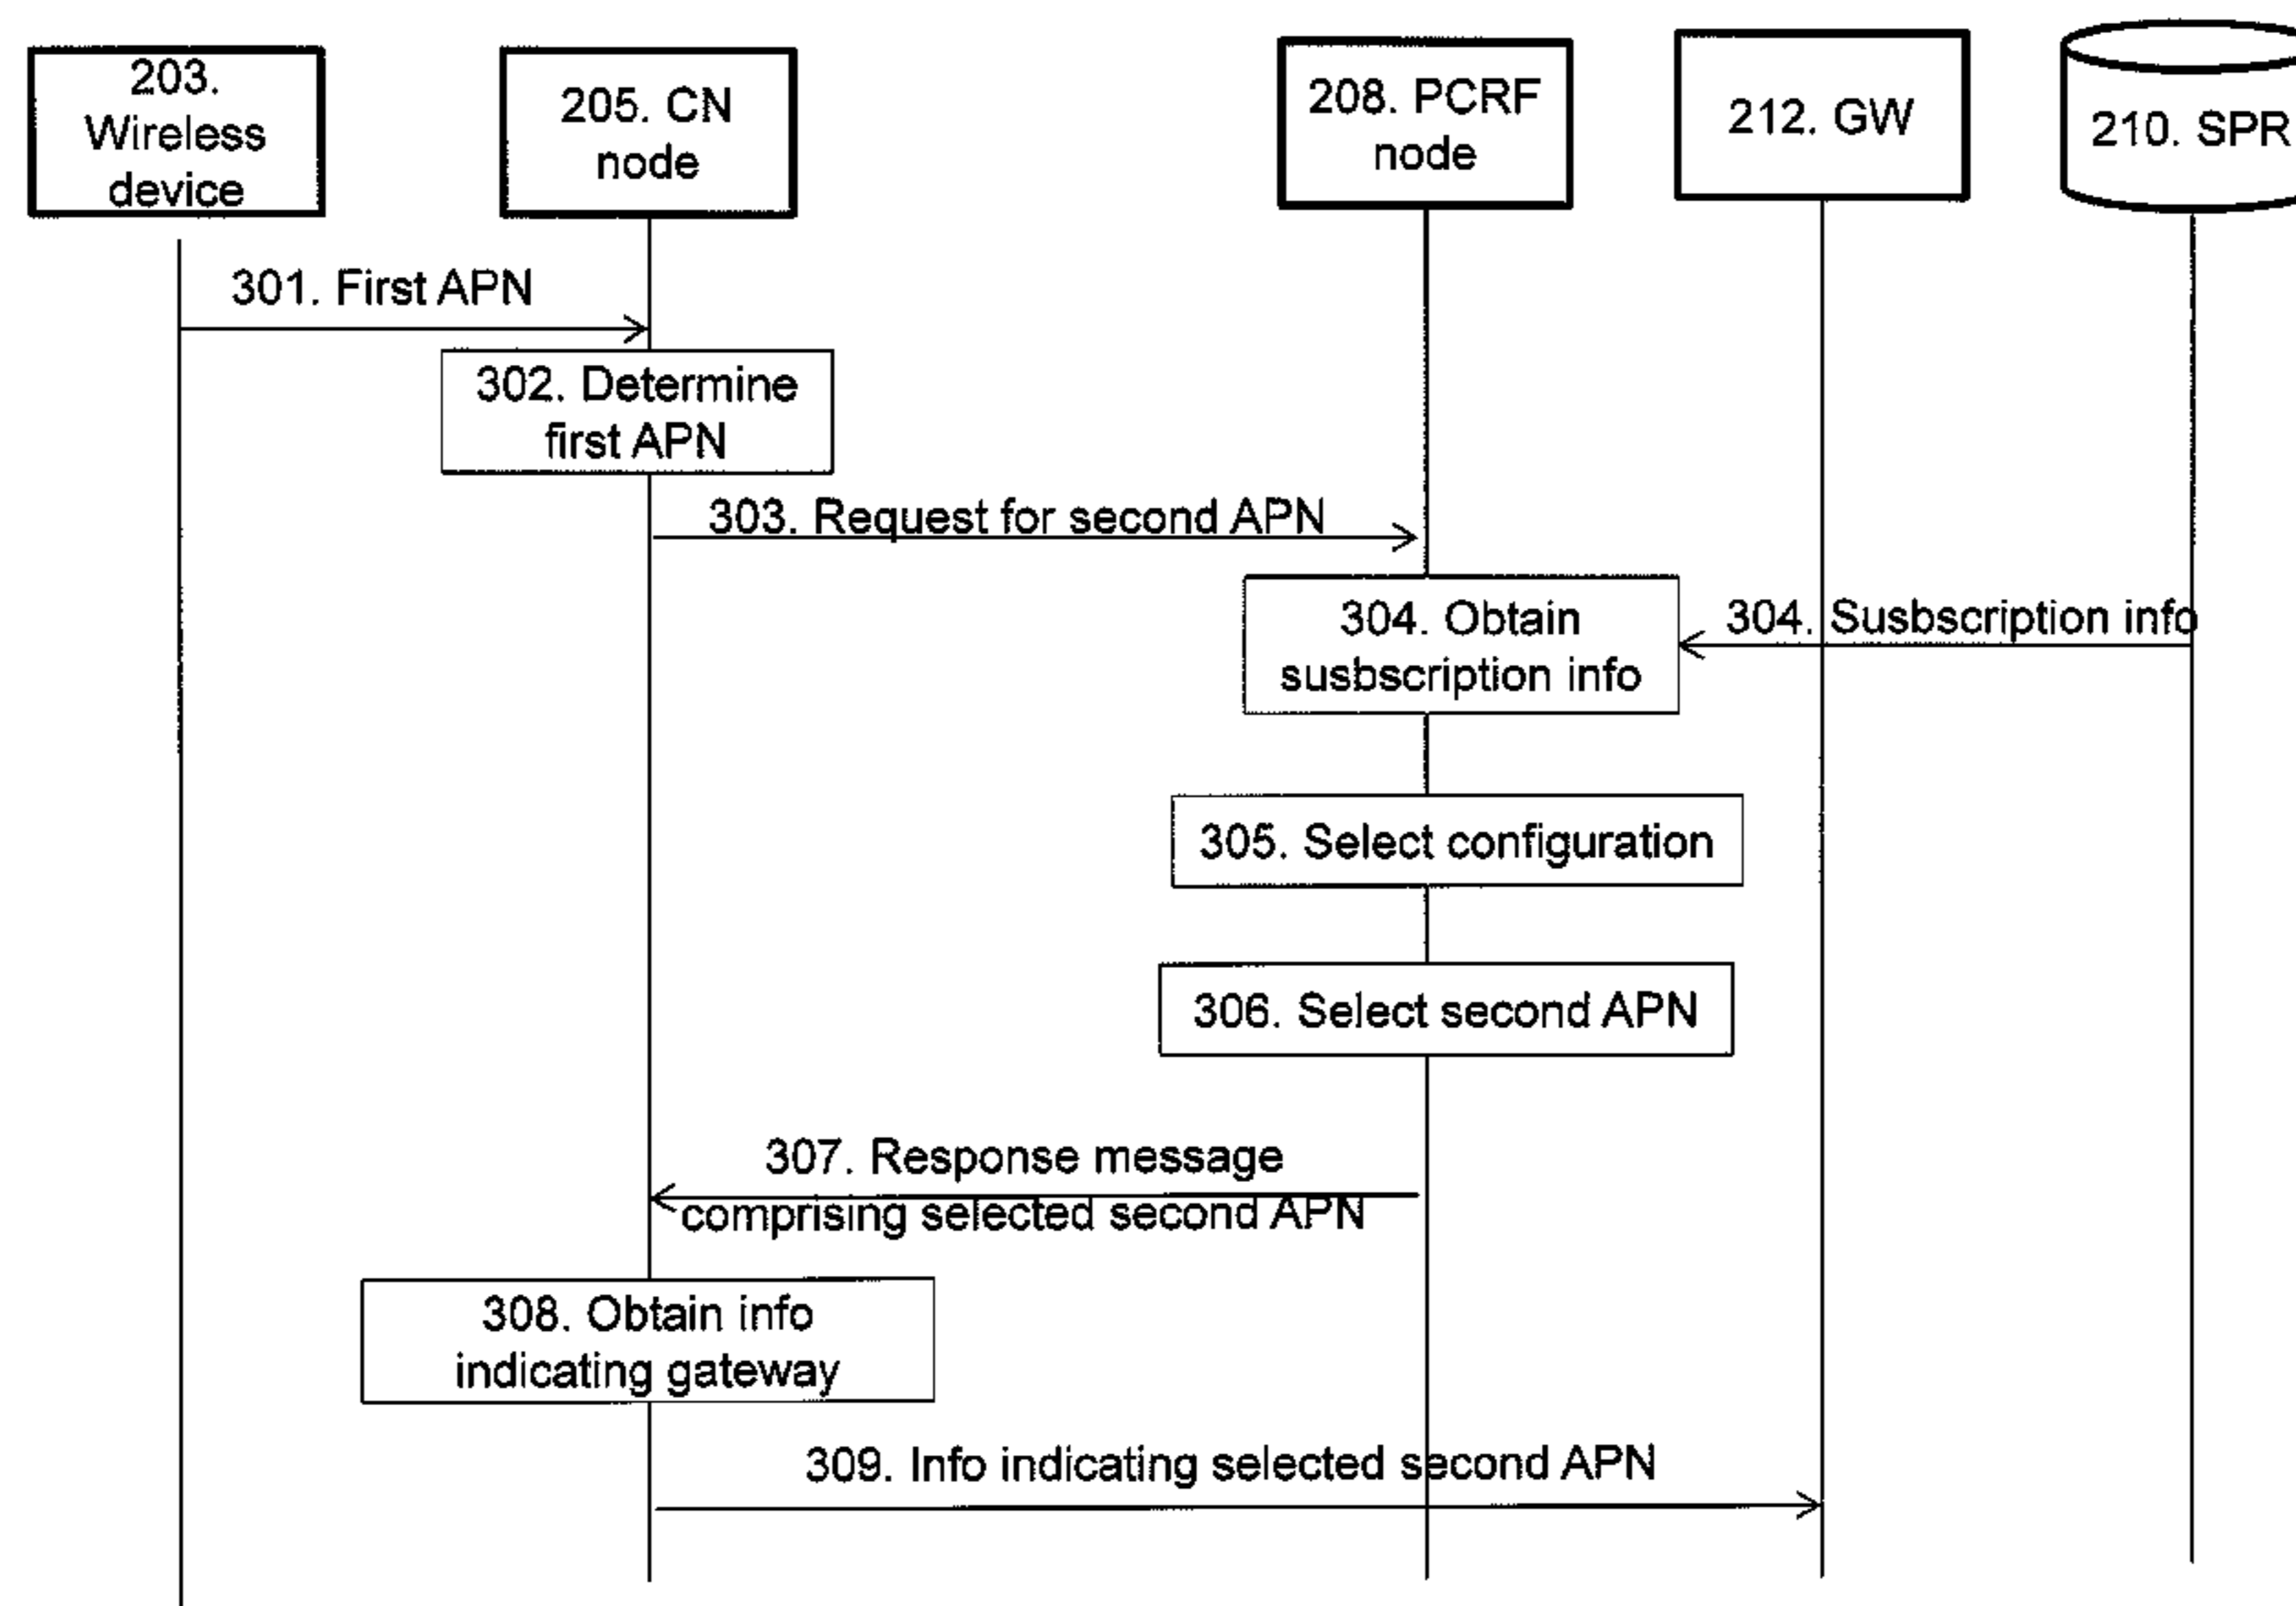 203.
Wireless
device
205. CN
node
208. PCRF
node
212. GW
210. SPR
301. First APN
302. Determine
first APN
303. Request for second APN
304. Obtain
susbscription info
304. Susbscription info
305. Select configuration
306. Select second APN
307. Response message
comprising selected second APN
308. Obtain info
indicating gateway
309. Info indicating selected second APN